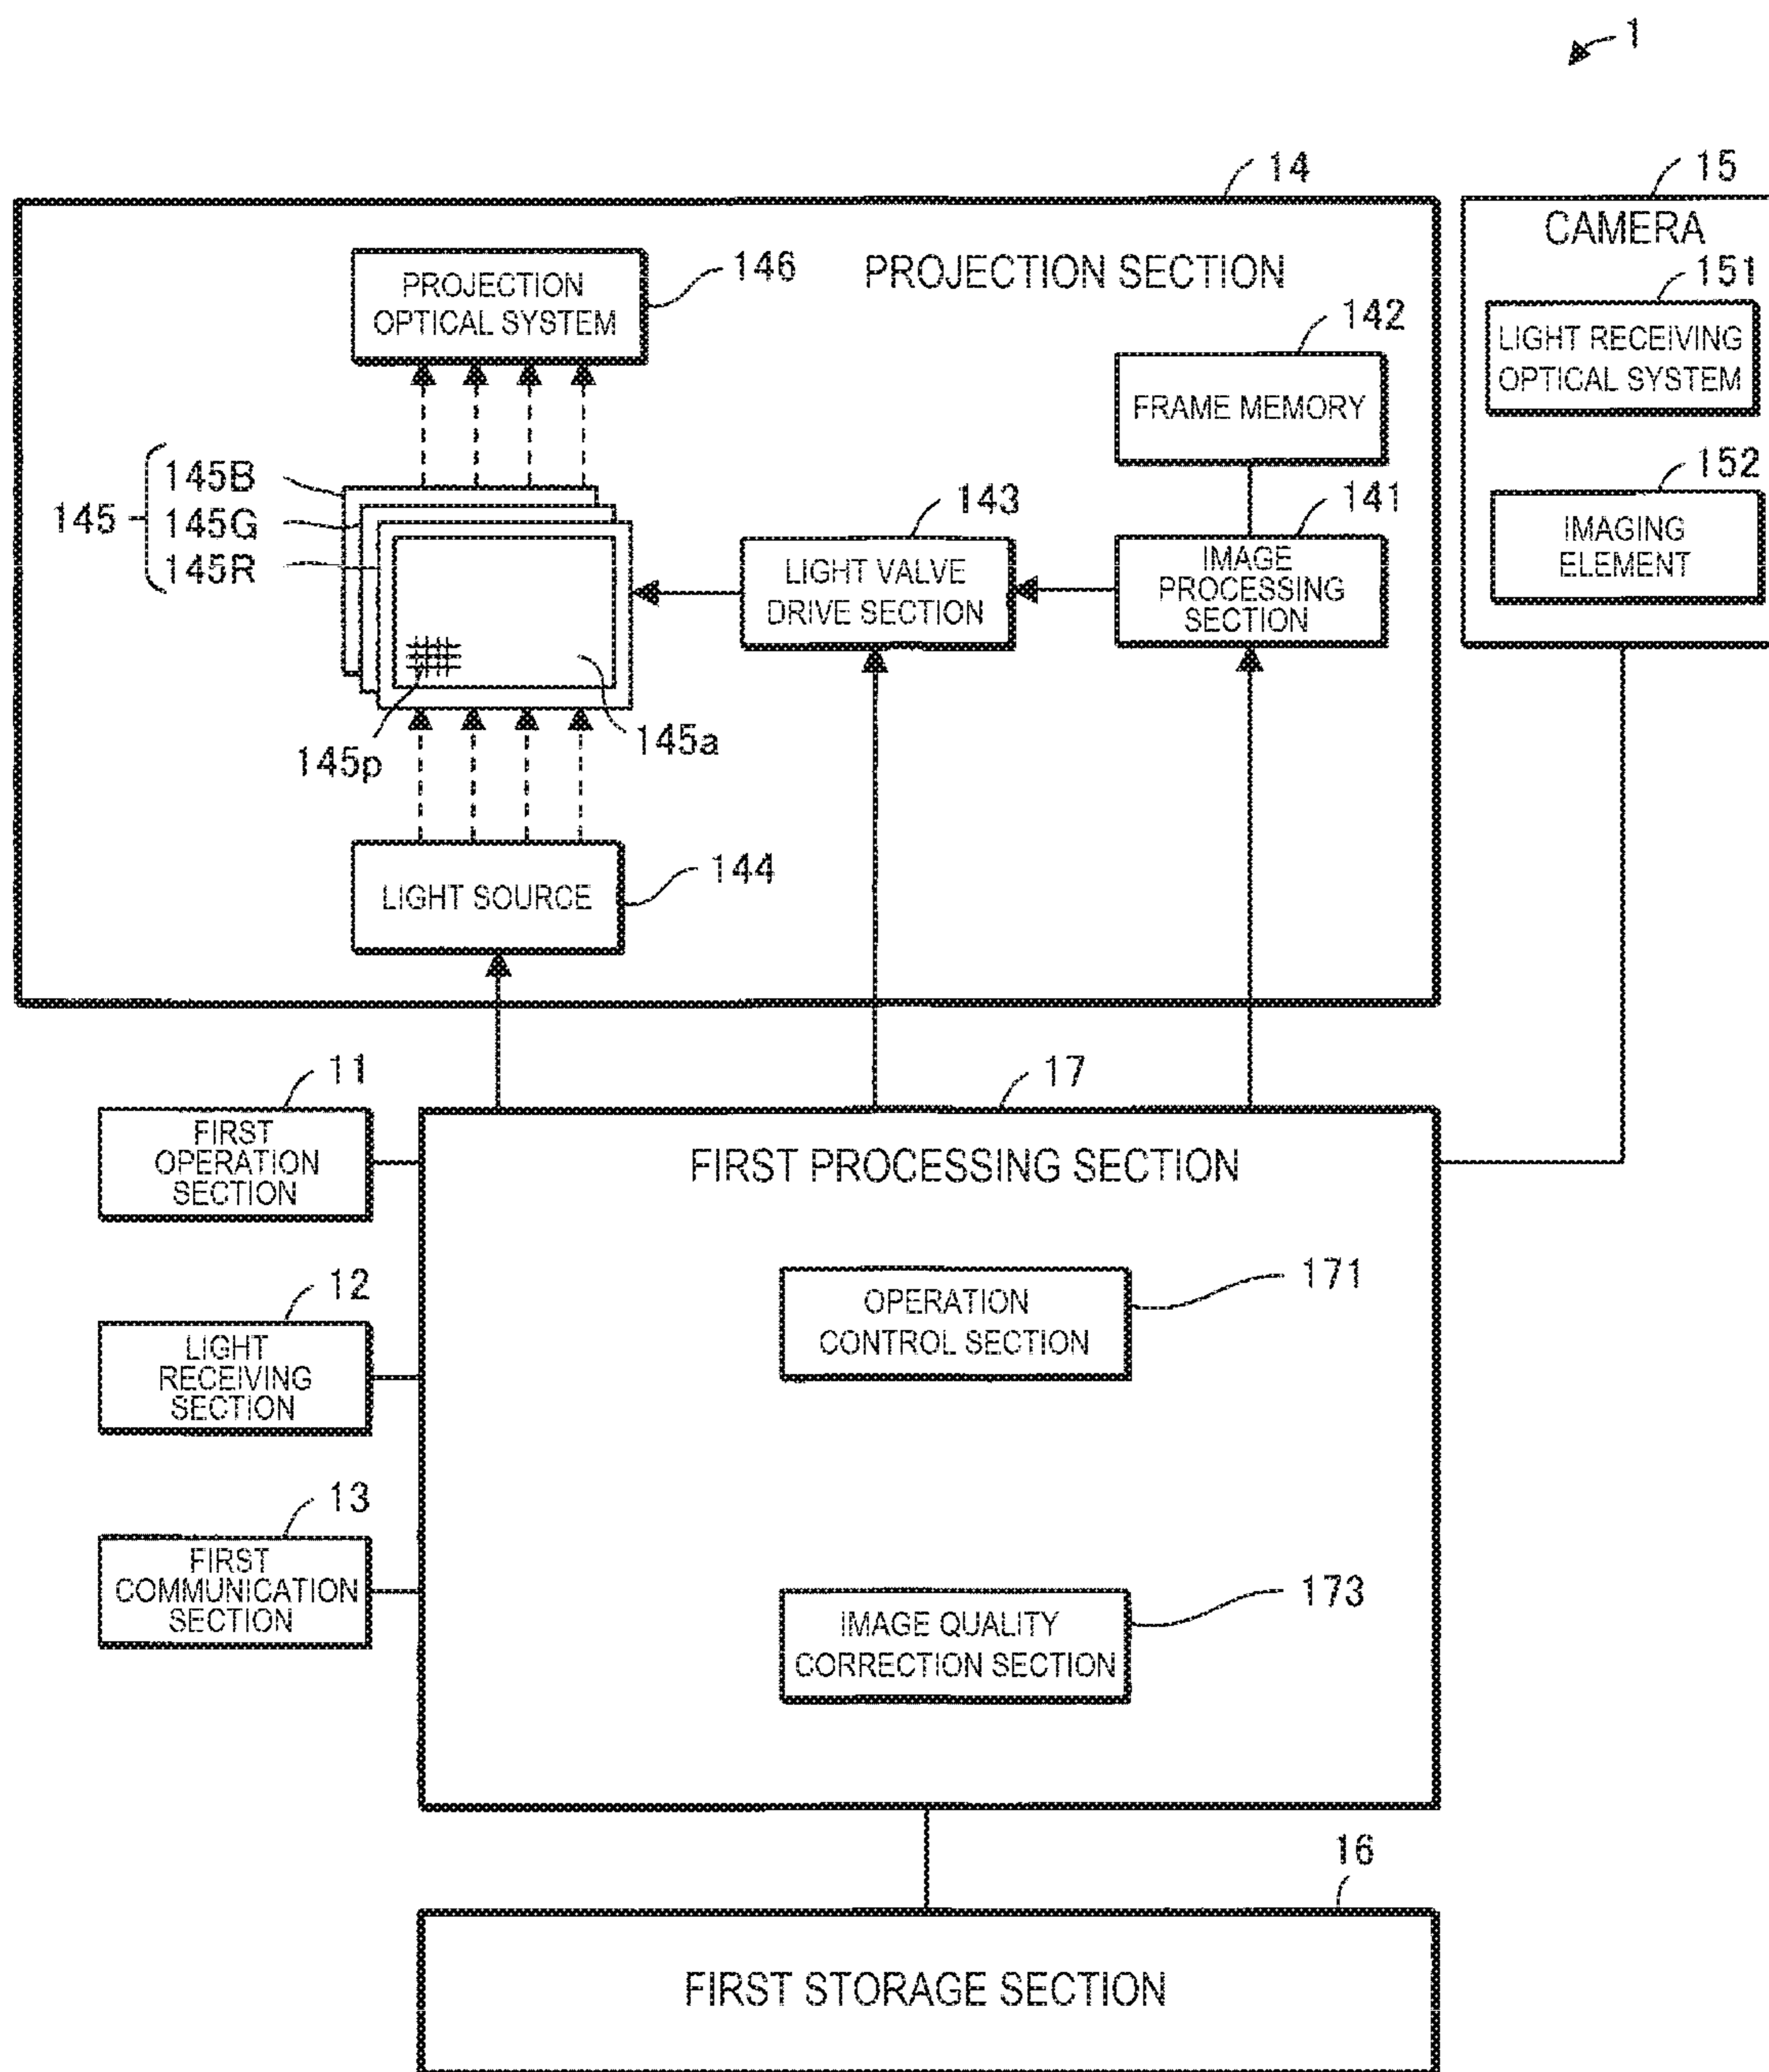 1
14
15
CAMERA
151
LIGHT RECEIVING
OPTICAL SYSTEM
152
IMAGING
ELEMENT
PROJECTION SECTION
146
PROJECTION
OPTICAL SYSTEM
142
FRAME MEMORY
145
145B
145G
145R
143
LIGHT VALVE
DRIVE SECTION
141
IMAGE
PROCESSING
SECTION
145p
145a
144
LIGHT SOURCE
11
FIRST
OPERATION
SECTION
17
FIRST PROCESSING SECTION
12
LIGHT
RECEIVING
SECTION
171
OPERATION
CONTROL SECTION
13
FIRST
COMMUNICATION
SECTION
173
IMAGE QUALITY
CORRECTION SECTION
16
FIRST STORAGE SECTION